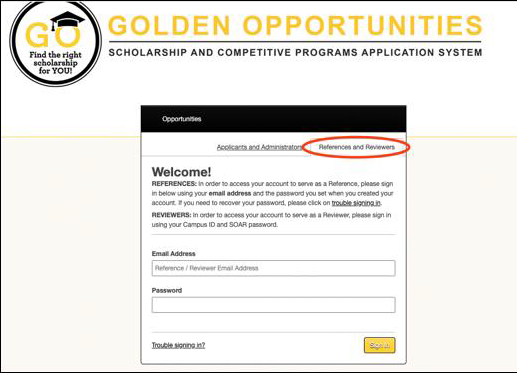 GO
Find the right
scholarship
for YOU!
GOLDEN OPPORTUNITIES
SCHOLARSHIP AND COMPETITIVE PROGRAMS APPLICATION SYSTEM
Opportunities
Applicants and Administrators
References and Reviewers
Welcome!
REFERENCES: In order to access your account to serve as a Reference, please sign
in below using your email address and the password you set when you created your
account. If you need to recover your password, please click on trouble signing in.
REVIEWERS: In order to access your account to serve as a Reviewer, please sign in
using your Campus ID and SOAR password.
Email Address
Reference / Reviewer Email Address
Password
Trouble signing in?
Sign in